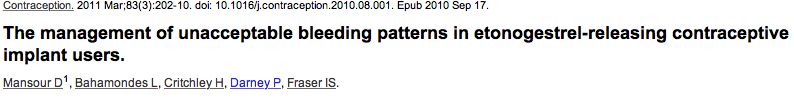 Contraception. 2011 Mar;83(3):202-10. doi: 10.1016/j.contraception.2010.08.001. Epub 2010 Sep 17.
The management of unacceptable bleeding patterns in etonogestrel-releasing contraceptive
implant users.
Mansour D1, Bahamondes L, Critchley H, Darney P, Fraser IS.